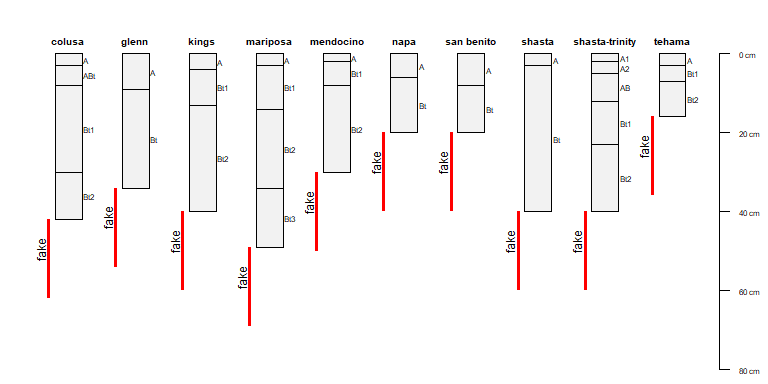 colusa glenn kings mariposa mendocino napa san benito shasta shasta-trinity tehama
A A A A A A A A A1 A 0 cm
A2
ABt Bt1 Bt1 Bt1 AB Bt1
Bt2
Bt Bt
Bt1 Bt Bt2 Bt2 Bt2 Bt Bt1 20 cm
fake fake fake
Bt2 Bt3 Bt2
fake fake 40 cm
fake fake fake fake
fake
60 cm
80 cm